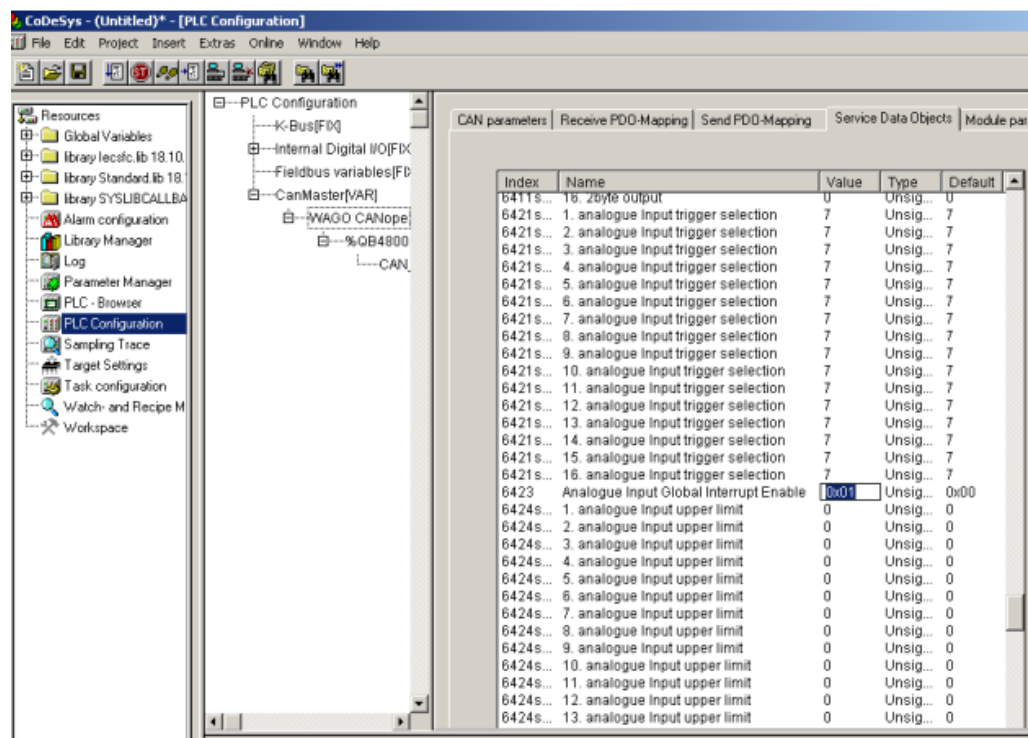 CoDeSys - (Untitled)* - [PLC Configuration]
File Edit Project Insert Extras Online Window Help
Resources
Global Variables
library Iecsfc.lib 18.10.
library Standard.lib 18.
library SYSLIBCALLBA
Alarm configuration
Library Manager
Log
Parameter Manager
PLC - Browser
PLC Configuration
Sampling Trace
Target Settings
Task configuration
Watch- and Recipe M
Workspace
PLC Configuration
K-Bus[FIX]
Internal Digital I/O[FIX
Fieldbus variables[FI
CanMaster[VAR]
WAGO CANope
%QB4800
CAN_
CAN parameters Receive PDO-Mapping Send PDO-Mapping Service Data Objects Module par
Index Name Value Type Default
6411s... 16. 2byte output 0 Unsig... 0
6421s... 1. analogue Input trigger selection 7 Unsig... 7
6421s... 2. analogue Input trigger selection 7 Unsig... 7
6421s... 3. analogue Input trigger selection 7 Unsig... 7
6421s... 4. analogue Input trigger selection 7 Unsig... 7
6421s... 5. analogue Input trigger selection 7 Unsig... 7
6421s... 6. analogue Input trigger selection 7 Unsig... 7
6421s... 7. analogue Input trigger selection 7 Unsig... 7
6421s... 8. analogue Input trigger selection 7 Unsig... 7
6421s... 9. analogue Input trigger selection 7 Unsig... 7
6421s... 10. analogue Input trigger selection 7 Unsig... 7
6421s... 11. analogue Input trigger selection 7 Unsig... 7
6421s... 12. analogue Input trigger selection 7 Unsig... 7
6421s... 13. analogue Input trigger selection 7 Unsig... 7
6421s... 14. analogue Input trigger selection 7 Unsig... 7
6421s... 15. analogue Input trigger selection 7 Unsig... 7
6421s... 16. analogue Input trigger selection 7 Unsig... 7
6423 Analogue Input Global Interrupt Enable 0x01 Unsig... 0x00
6424s... 1. analogue Input upper limit 0 Unsig... 0
6424s... 2. analogue Input upper limit 0 Unsig... 0
6424s... 3. analogue Input upper limit 0 Unsig... 0
6424s... 4. analogue Input upper limit 0 Unsig... 0
6424s... 5. analogue Input upper limit 0 Unsig... 0
6424s... 6. analogue Input upper limit 0 Unsig... 0
6424s... 7. analogue Input upper limit 0 Unsig... 0
6424s... 8. analogue Input upper limit 0 Unsig... 0
6424s... 9. analogue Input upper limit 0 Unsig... 0
6424s... 10. analogue Input upper limit 0 Unsig... 0
6424s... 11. analogue Input upper limit 0 Unsig... 0
6424s... 12. analogue Input upper limit 0 Unsig... 0
6424s... 13. analogue Input upper limit 0 Unsig... 0